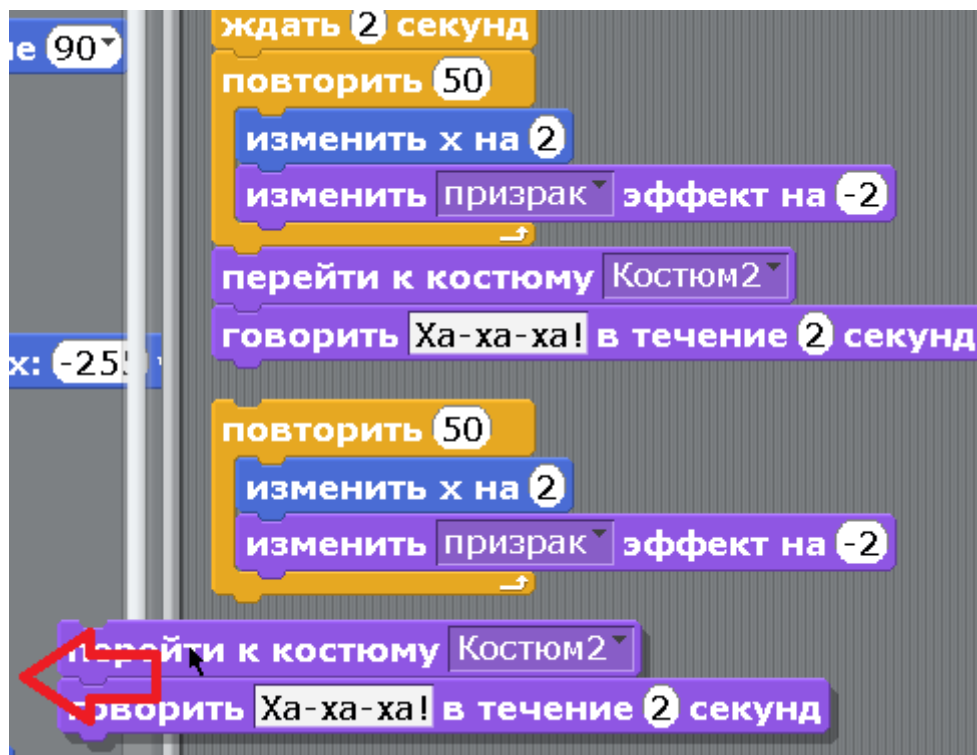 ждать 2 секунд
90
повторить 50
изменить х на 2
изменить призрак эффект на -2
перейти к костюму Костюм2
говорить Ха-ха-ха! в течение 2 секунд
х: -255
повторить 50
изменить х на 2
изменить призрак эффект на -2
перейти к костюму Костюм2
говорить Ха-ха-ха! в течение 2 секунд